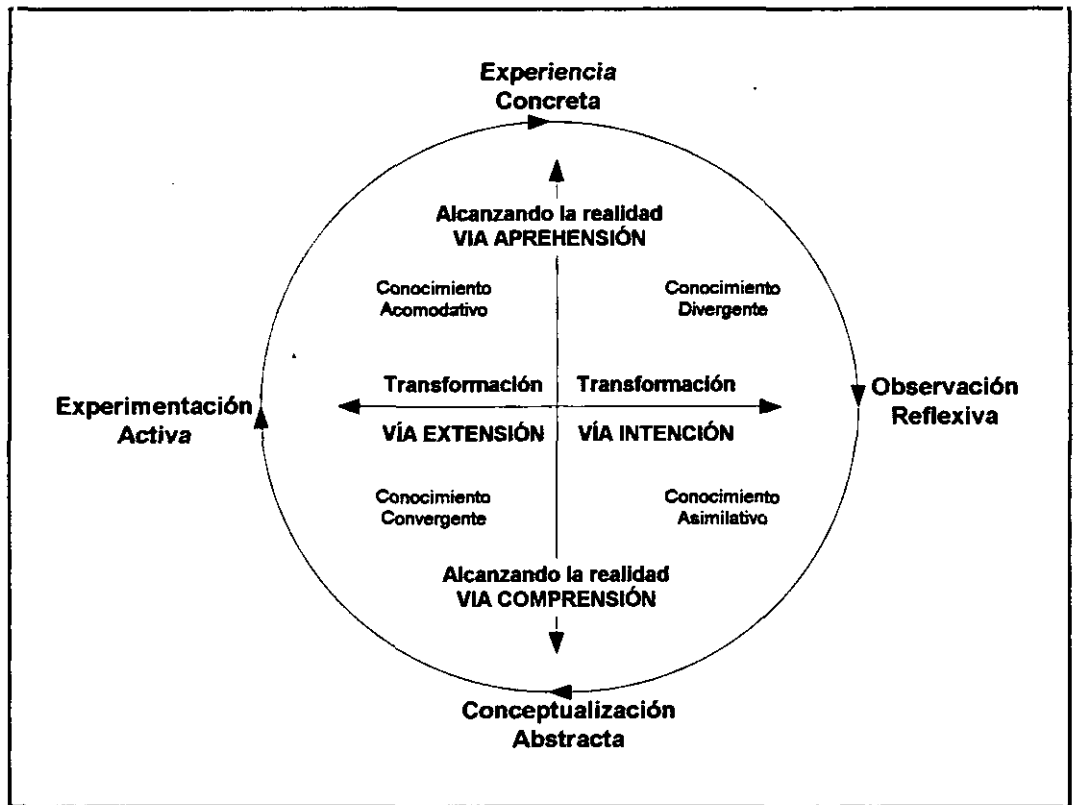 Experiencia
Concreta
Alcanzando la realidad
VIA APREHENSIÓN
Conocimiento
Acomodativo
Conocimiento
Divergente
Experimentación
Activa
Transformación
VÍA EXTENSIÓN
Transformación
VÍA INTENCIÓN
Observación
Reflexiva
Conocimiento
Convergente
Conocimiento
Asimilativo
Alcanzando la realidad
VIA COMPRENSIÓN
Conceptualización
Abstracta